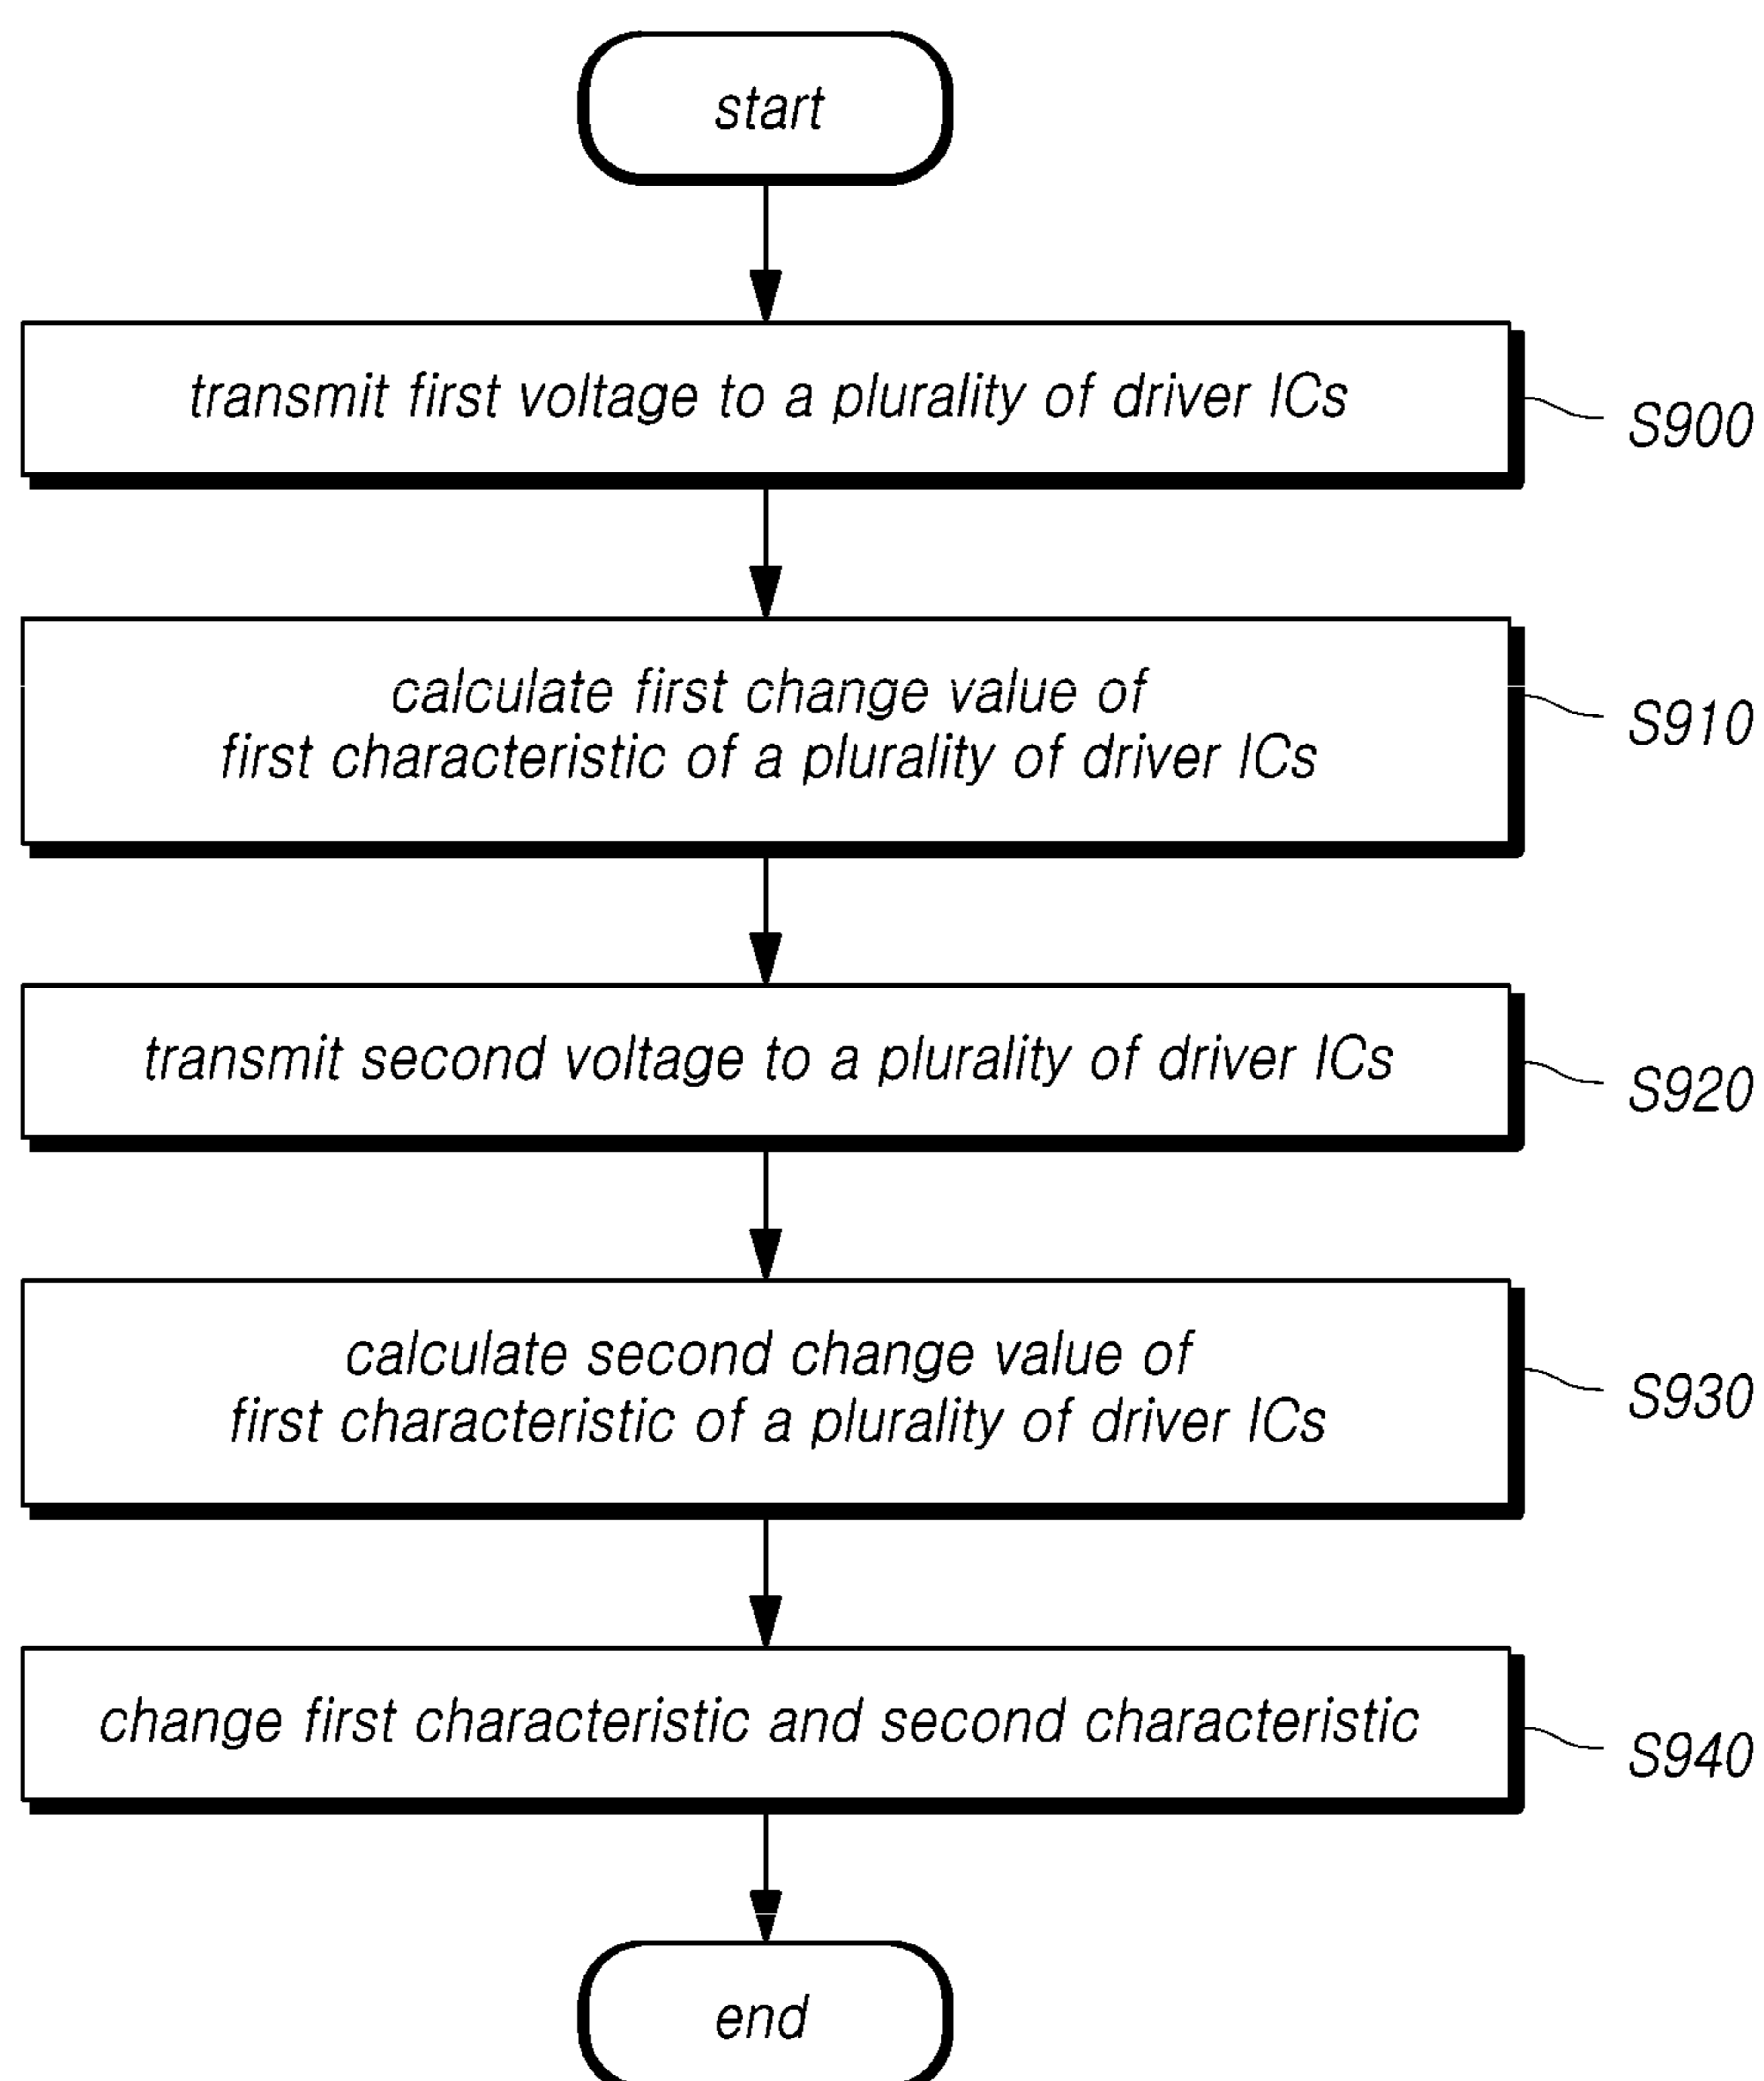 start
transmit first voltage to a plurality of driver ICs
S900
calculate first change value of
first characteristic of a plurality of driver ICs
S910
transmit second voltage to a plurality of driver ICs
S920
calculate second change value of
first characteristic of a plurality of driver ICs
S930
change first characteristic and second characteristic
S940
end